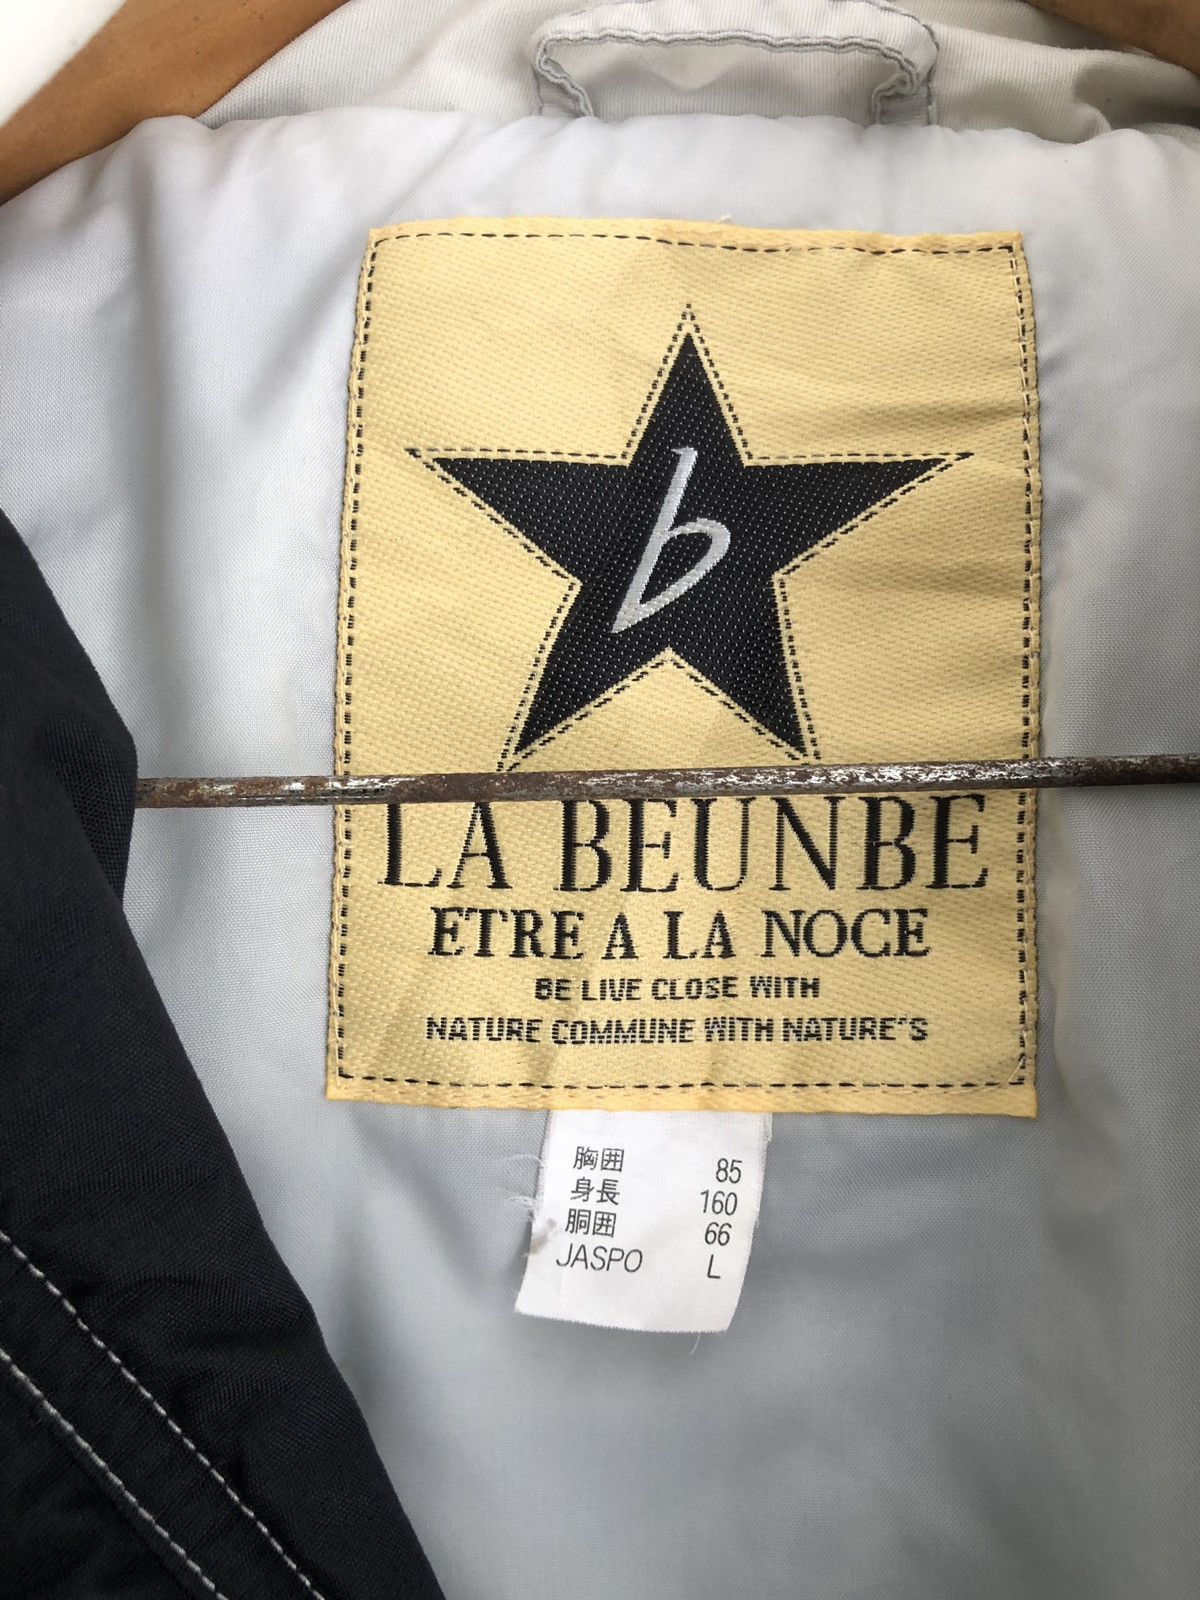 b
LA BEUNBE
ETRE A LA NOCE
BE LIVE CLOSE WITH
NATURE COMMUNE WITH NATURE'S
胸囲 85
身長 160
胴囲 66
JASPO L